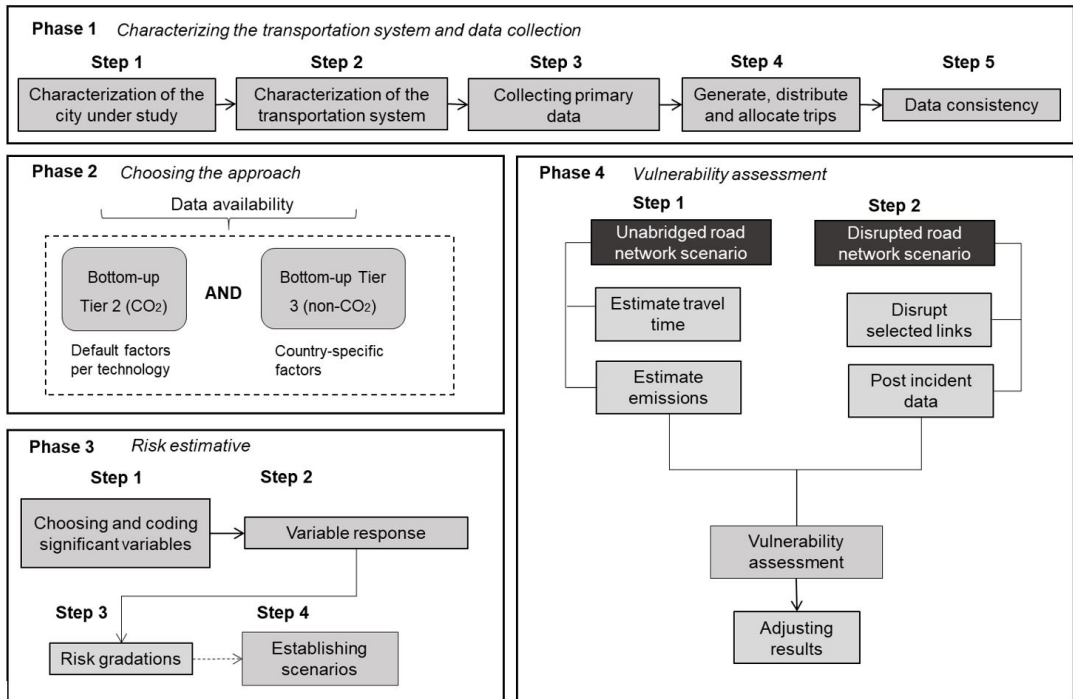 Phase 1 Characterizing the transportation system and data collection
Step 1
Characterization of the
city under study
Step 2
Characterization of the
transportation system
Step 3
Collecting primary
data
Step 4
Generate, distribute
and allocate trips
Step 5
Data consistency
Phase 2 Choosing the approach
Data availability
Bottom-up
Tier 2 (CO₂)
AND
Bottom-up Tier
3 (non-CO₂)
Default factors
per technology
Country-specific
factors
Phase 3 Risk estimative
Step 1
Choosing and coding
significant variables
Step 2
Variable response
Step 3
Risk gradations
Step 4
Establishing
scenarios
Phase 4 Vulnerability assessment
Step 1
Unabridged road
network scenario
Estimate travel
time
Estimate
emissions
Step 2
Disrupted road
network scenario
Disrupt
selected links
Post incident
data
Vulnerability
assessment
Adjusting
results